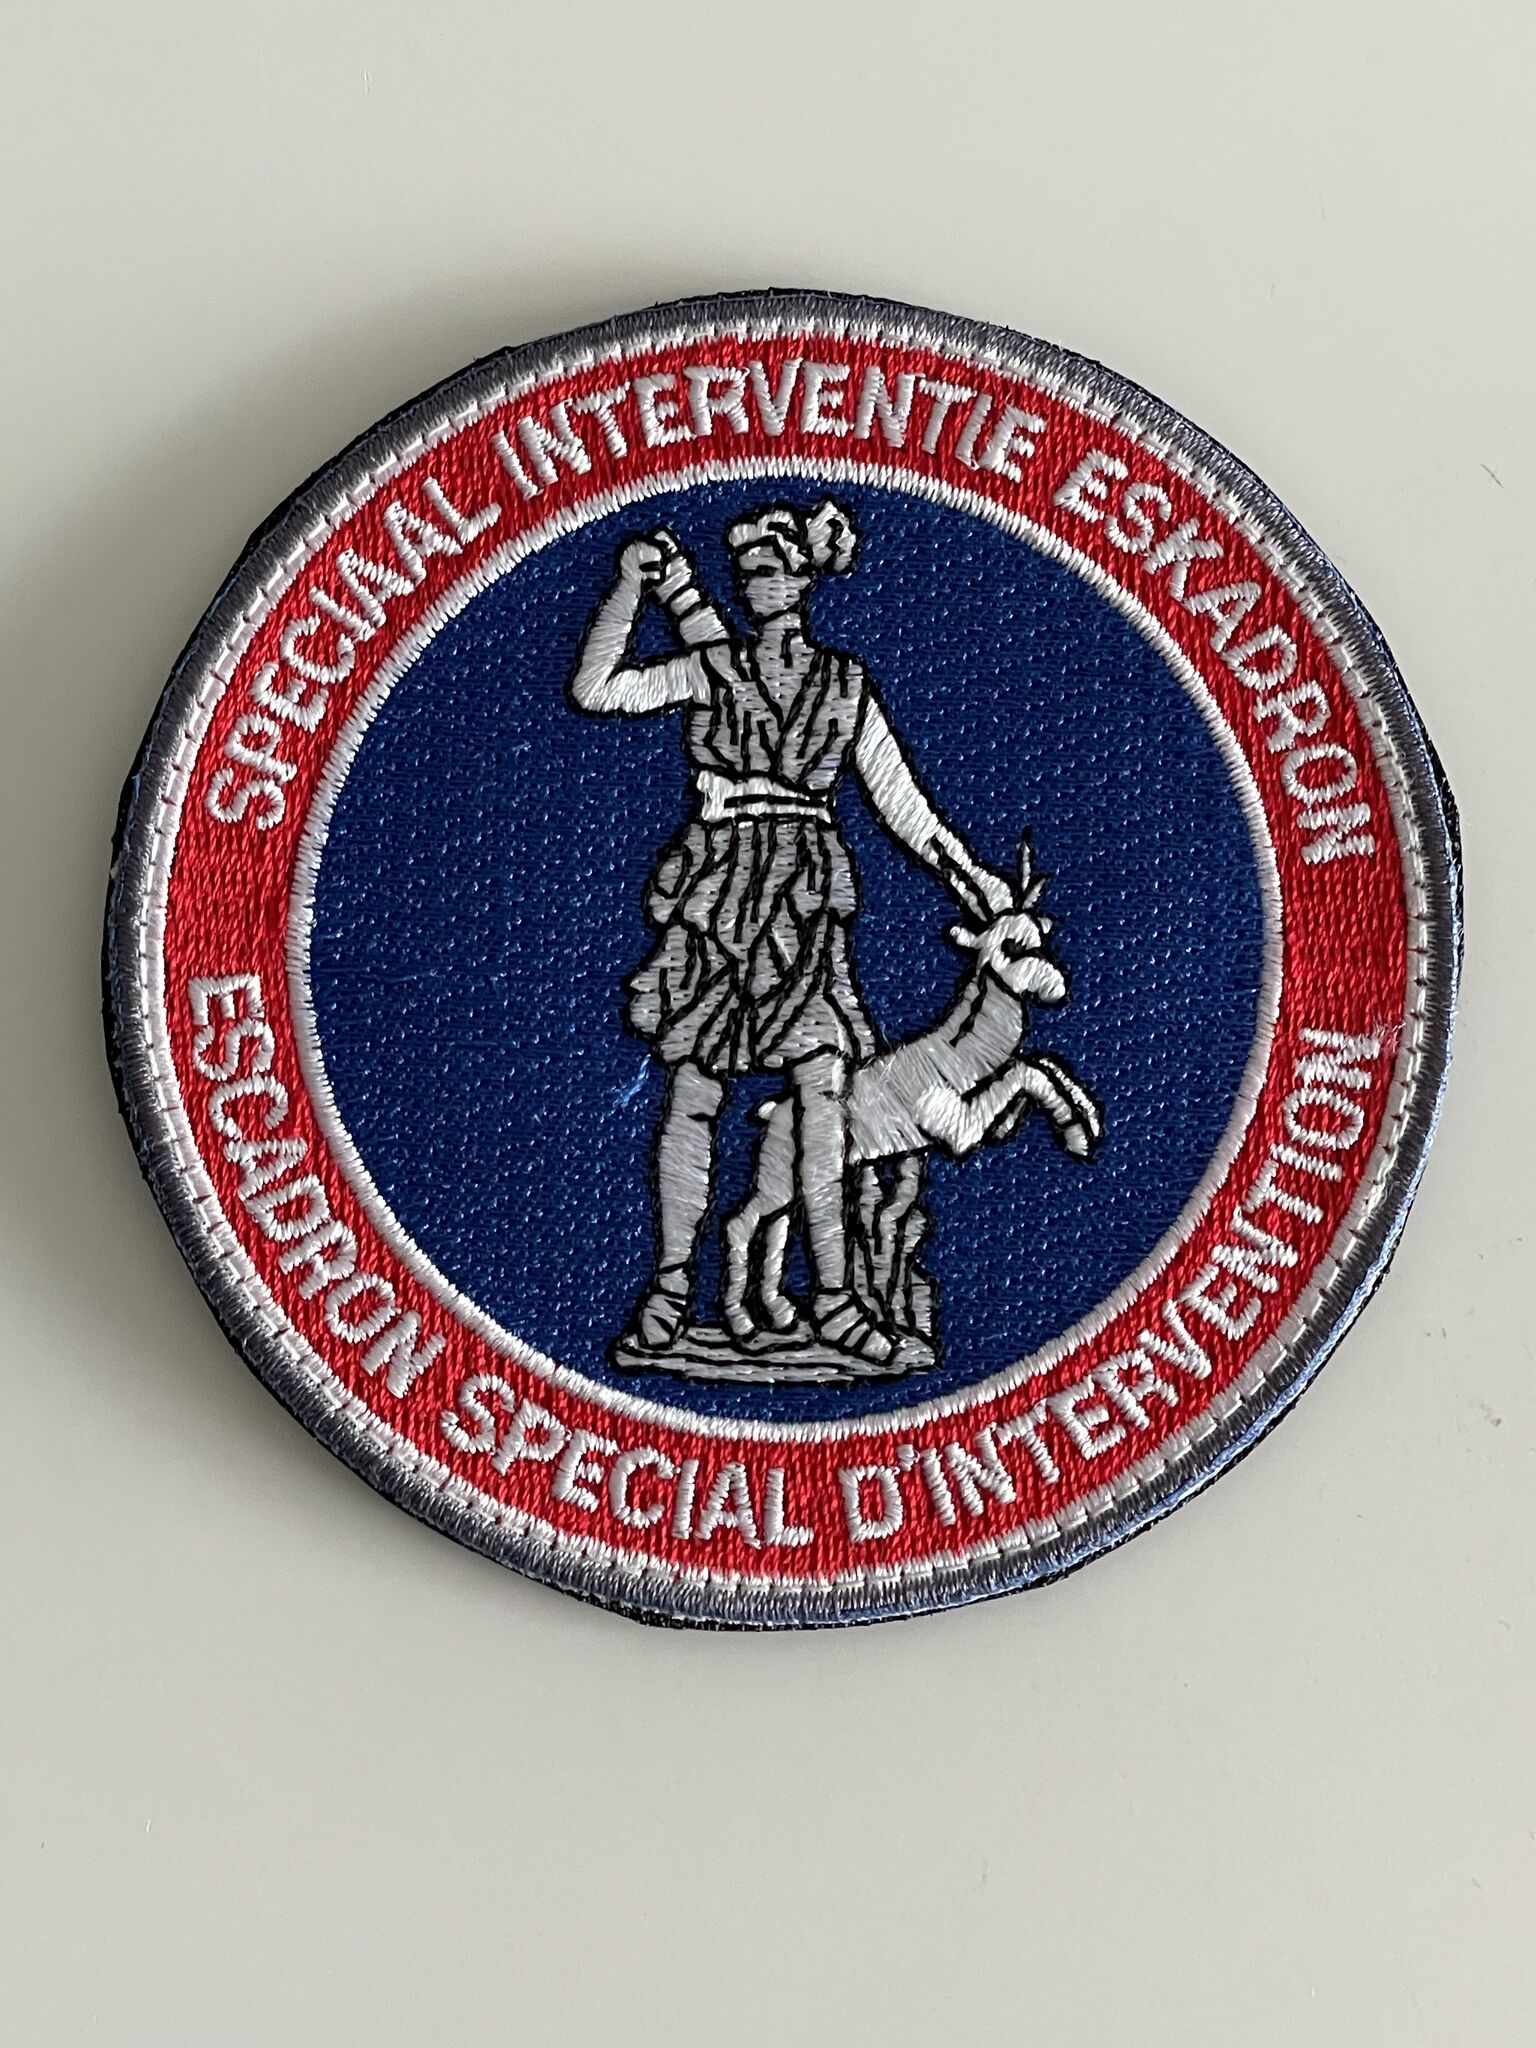 SPECIAAL INTERVENTIE ESKADRON
ESCADRON SPECIAL D'INTERVENTION